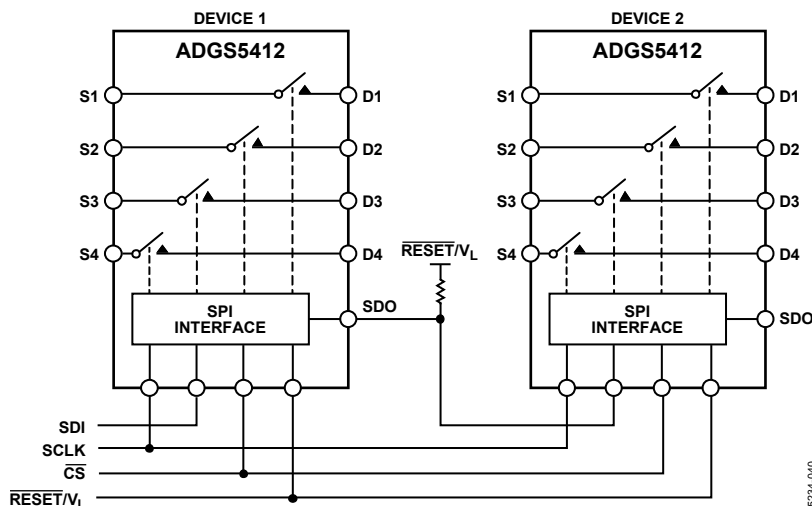 DEVICE 1
DEVICE 2
ADGS5412
ADGS5412
S1
D1
S1
D1
S2
D2
S2
D2
S3
D3
S3
D3
S4
D4
RESET/VL
S4
D4
SPI
INTERFACE
SDO
SPI
INTERFACE
SDO
SDI
SCLK
CS
RESET/VL